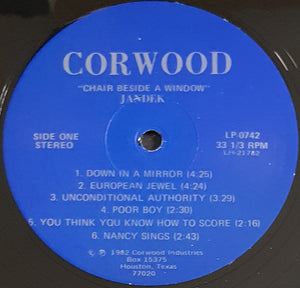 CORWOOD
"CHAIR BESIDE A WINDOW"
JANDEK
SIDE ONE LP-0742
STEREO 33 1/3 RPM
LPS-21782
1. DOWN IN A MIRROR (4:25)
2. EUROPEAN JEWEL (4:24)
3. UNCONDITIONAL AUTHORITY (3:29)
4. POOR BOY (2:30)
5. YOU THINK YOU KNOW HOW TO SCORE (2:16)
6. NANCY SINGS (2:43)
© ℗ 1982 Corwood Industries
Box 15375
Houston, Texas
77020